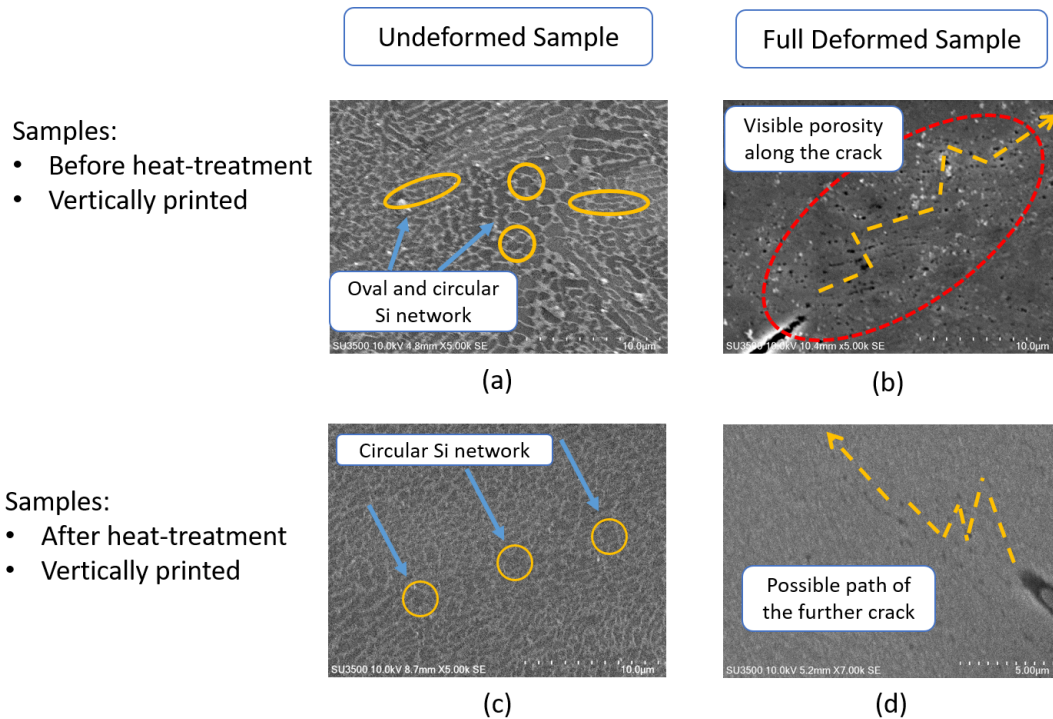 Undeformed Sample
Full Deformed Sample
Samples:
• Before heat-treatment
• Vertically printed
Oval and circular
Si network
SU3500 10.0kV 4.8mm X5.00k SE
10.0µm
(a)
Visible porosity
along the crack
SU3500 10.0kV 10.4mm x5.00k SE
10.0µm
(b)
Samples:
• After heat-treatment
• Vertically printed
Circular Si network
SU3500 10.0kV 8.7mm X5.00k SE
10.0µm
(c)
Possible path of
the further crack
SU3500 10.0kV 5.2mm X7.00k SE
5.00µm
(d)